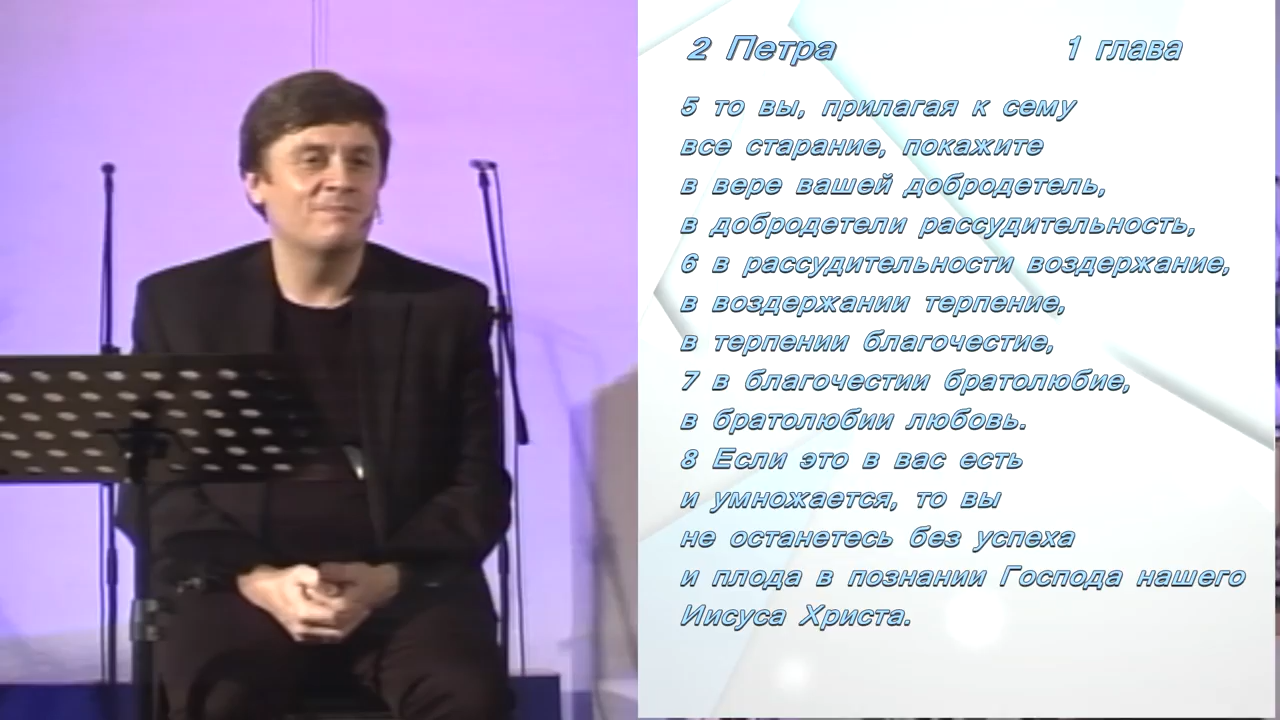 2 Петра 1 глава
5 то вы, прилагая к сему
все старание, покажите
в вере вашей добродетель,
в добродетели рассудительность,
6 в рассудительности воздержание,
в воздержании терпение,
в терпении благочестие,
7 в благочестии братолюбие,
в братолюбии любовь.
8 Если это в вас есть
и умножается, то вы
не останетесь без успеха
и плода в познании Господа нашего
Иисуса Христа.